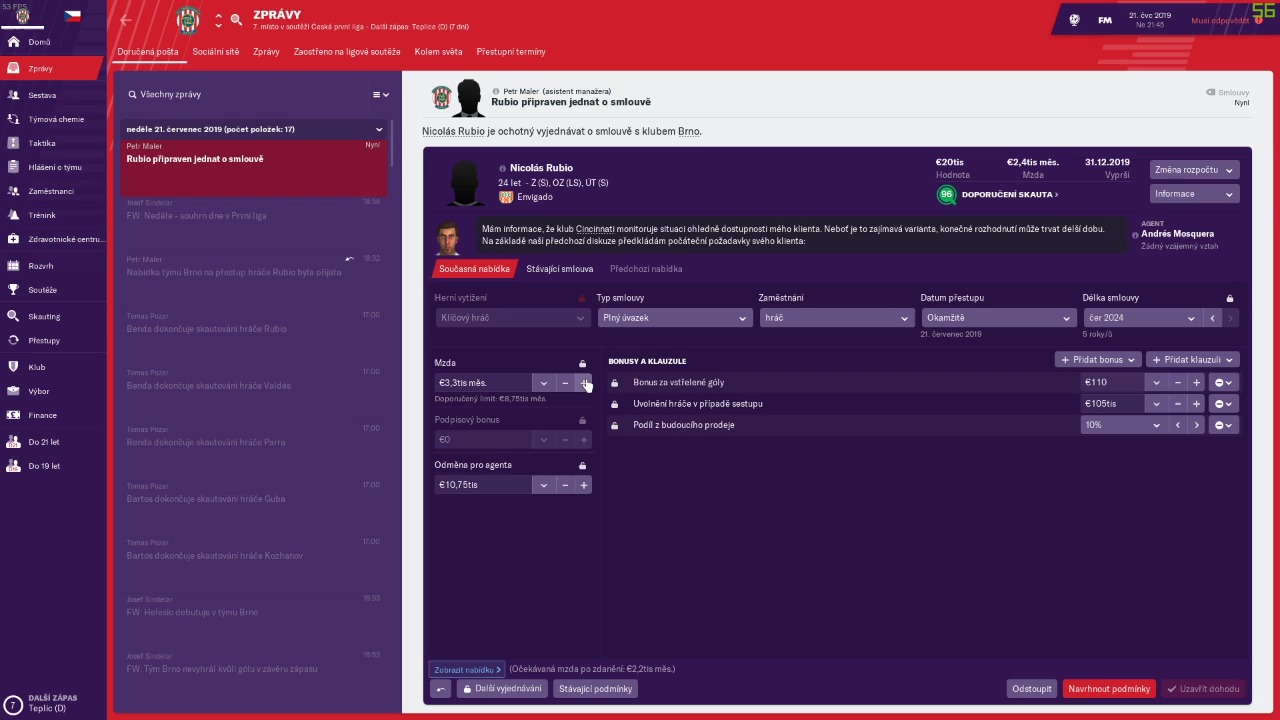 53 FPS
56
Domů
Zprávy
Sestava
Týmová chemie
Taktika
Hlášení o týmu
Zaměstnanci
Trénink
Zdravotnické centru...
Rozvrh
Soutěže
Skauting
Přestupy
Klub
Výbor
Finance
Do 21 let
Do 19 let
7
DALŠÍ ZÁPAS
Teplic (D)
ZPRÁVY
7. místo v soutěži Česká první liga - Další zápas: Teplice (D) (7 dní)
FM
21. čvc 2019
Ne 21:45
Musí odpovědět
Doručená pošta
Sociální sítě
Zprávy
Zaostřeno na ligové soutěže
Kolem světa
Přestupní termíny
Všechny zprávy
neděle 21. červenec 2019 (počet položek: 17)
Petr Maler
Nyní
Rubio připraven jednat o smlouvě
Josef Sindelar
18:58
FW: Neděle - souhrn dne v První liga
Petr Maler
18:32
Nabídka týmu Brno na přestup hráče Rubio byla přijata
Tomas Pozar
17:00
Benda dokončuje skautování hráče Rubio
Tomas Pozar
17:00
Benda dokončuje skautování hráče Valdés
Tomas Pozar
17:00
Benda dokončuje skautování hráče Parra
Tomas Pozar
17:00
Bartos dokončuje skautování hráče Guba
Tomas Pozar
17:00
Bartos dokončuje skautování hráče Kozhanov
Josef Sindelar
16:53
FW: Helesic debutuje v týmu Brno
Josef Sindelar
16:53
FW: Tým Brno nevyhrál kvůli gólu v závěru zápasu
Petr Maler (asistent manažera)
Rubio připraven jednat o smlouvě
Smlouvy
Nyní
Nicolás Rubio je ochotný vyjednávat o smlouvě s klubem Brno.
Nicolás Rubio
24 let - Z (S), OZ (LS), ÚT (S)
Envigado
€20tis
Hodnota
€2,4tis měs.
Mzda
31.12.2019
Vyprší
96
DOPORUČENÍ SKAUTA >
Změna rozpočtu
Informace
Mám informace, že klub Cincinnati monitoruje situaci ohledně dostupnosti mého klienta. Neboť je to zajímavá varianta, konečné rozhodnutí může trvat delší dobu.
Na základě naší předchozí diskuze předkládám počáteční požadavky svého klienta:
AGENT
Andrés Mosquera
Žádný vzájemný vztah
Současná nabídka
Stávající smlouva
Předchozí nabídka
Herní vytížení
Typ smlouvy
Zaměstnání
Datum přestupu
Délka smlouvy
Klíčový hráč
Plný úvazek
hráč
Okamžitě
čer 2024
21. červenec 2019
5 roky/ů
Mzda
€3,3tis měs.
Doporučený limit: €8,75tis měs.
Podpisový bonus
€0
Odměna pro agenta
€10,75tis
BONUSY A KLAUZULE
Přidat bonus
Přidat klauzuli
Bonus za vstřelené góly
€110
Uvolnění hráče v případě sestupu
€105tis
Podíl z budoucího prodeje
10%
Zobrazit nabídku >
(Očekávaná mzda po zdanění: €2,2tis měs.)
Další vyjednávání
Stávající podmínky
Odstoupit
Navrhnout podmínky
Uzavřít dohodu